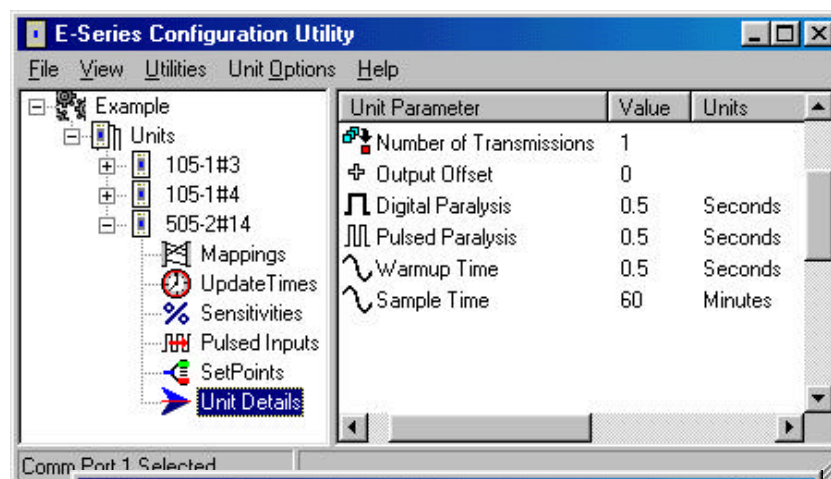 E-Series Configuration Utility
File View Utilities Unit Options Help
Example
Units
105-1#3
105-1#4
505-2#14
Mappings
UpdateTimes
Sensitivities
Pulsed Inputs
SetPoints
Unit Details
Unit Parameter Value Units
Number of Transmissions 1
Output Offset 0
Digital Paralysis 0.5 Seconds
Pulsed Paralysis 0.5 Seconds
Warmup Time 0.5 Seconds
Sample Time 60 Minutes
Comm Port 1 Selected